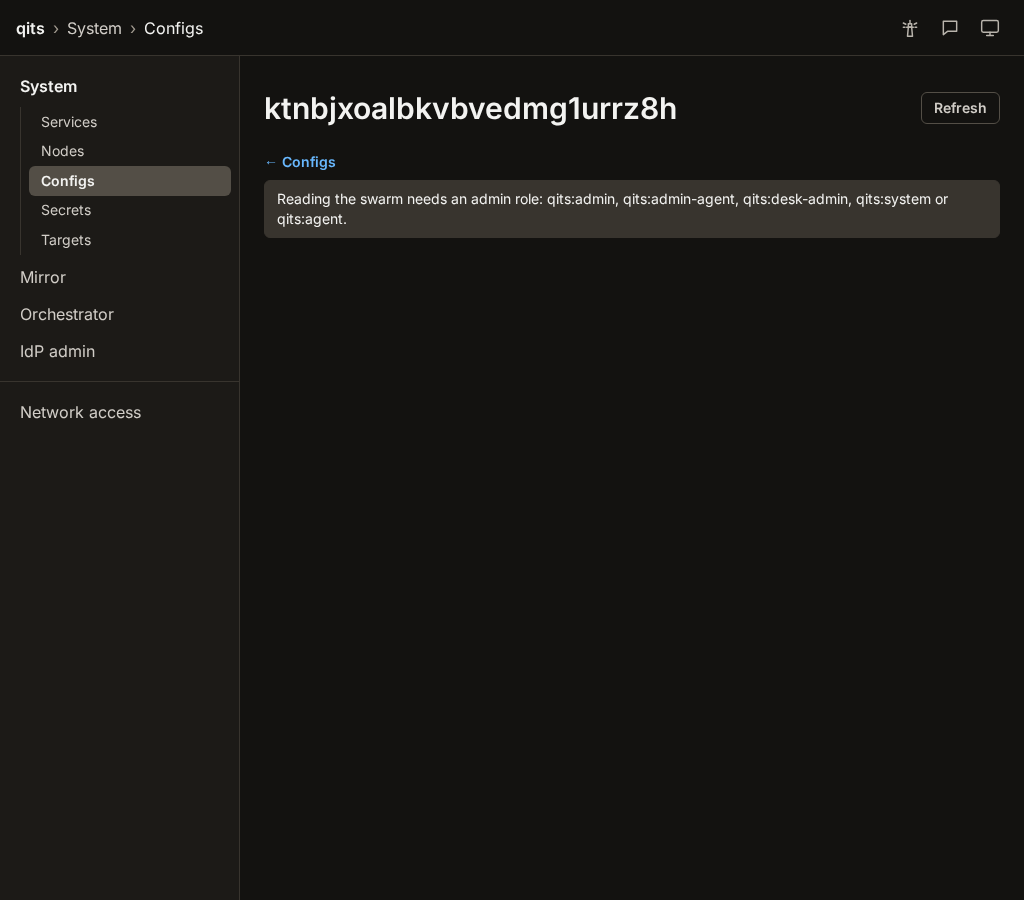 qits › System › Configs
System
Services
Nodes
Configs
Secrets
Targets
Mirror
Orchestrator
IdP admin
Network access
ktnbjxoalbkvbvedmg1urrz8h
Refresh
← Configs
Reading the swarm needs an admin role: qits:admin, qits:admin-agent, qits:desk-admin, qits:system or
qits:agent.